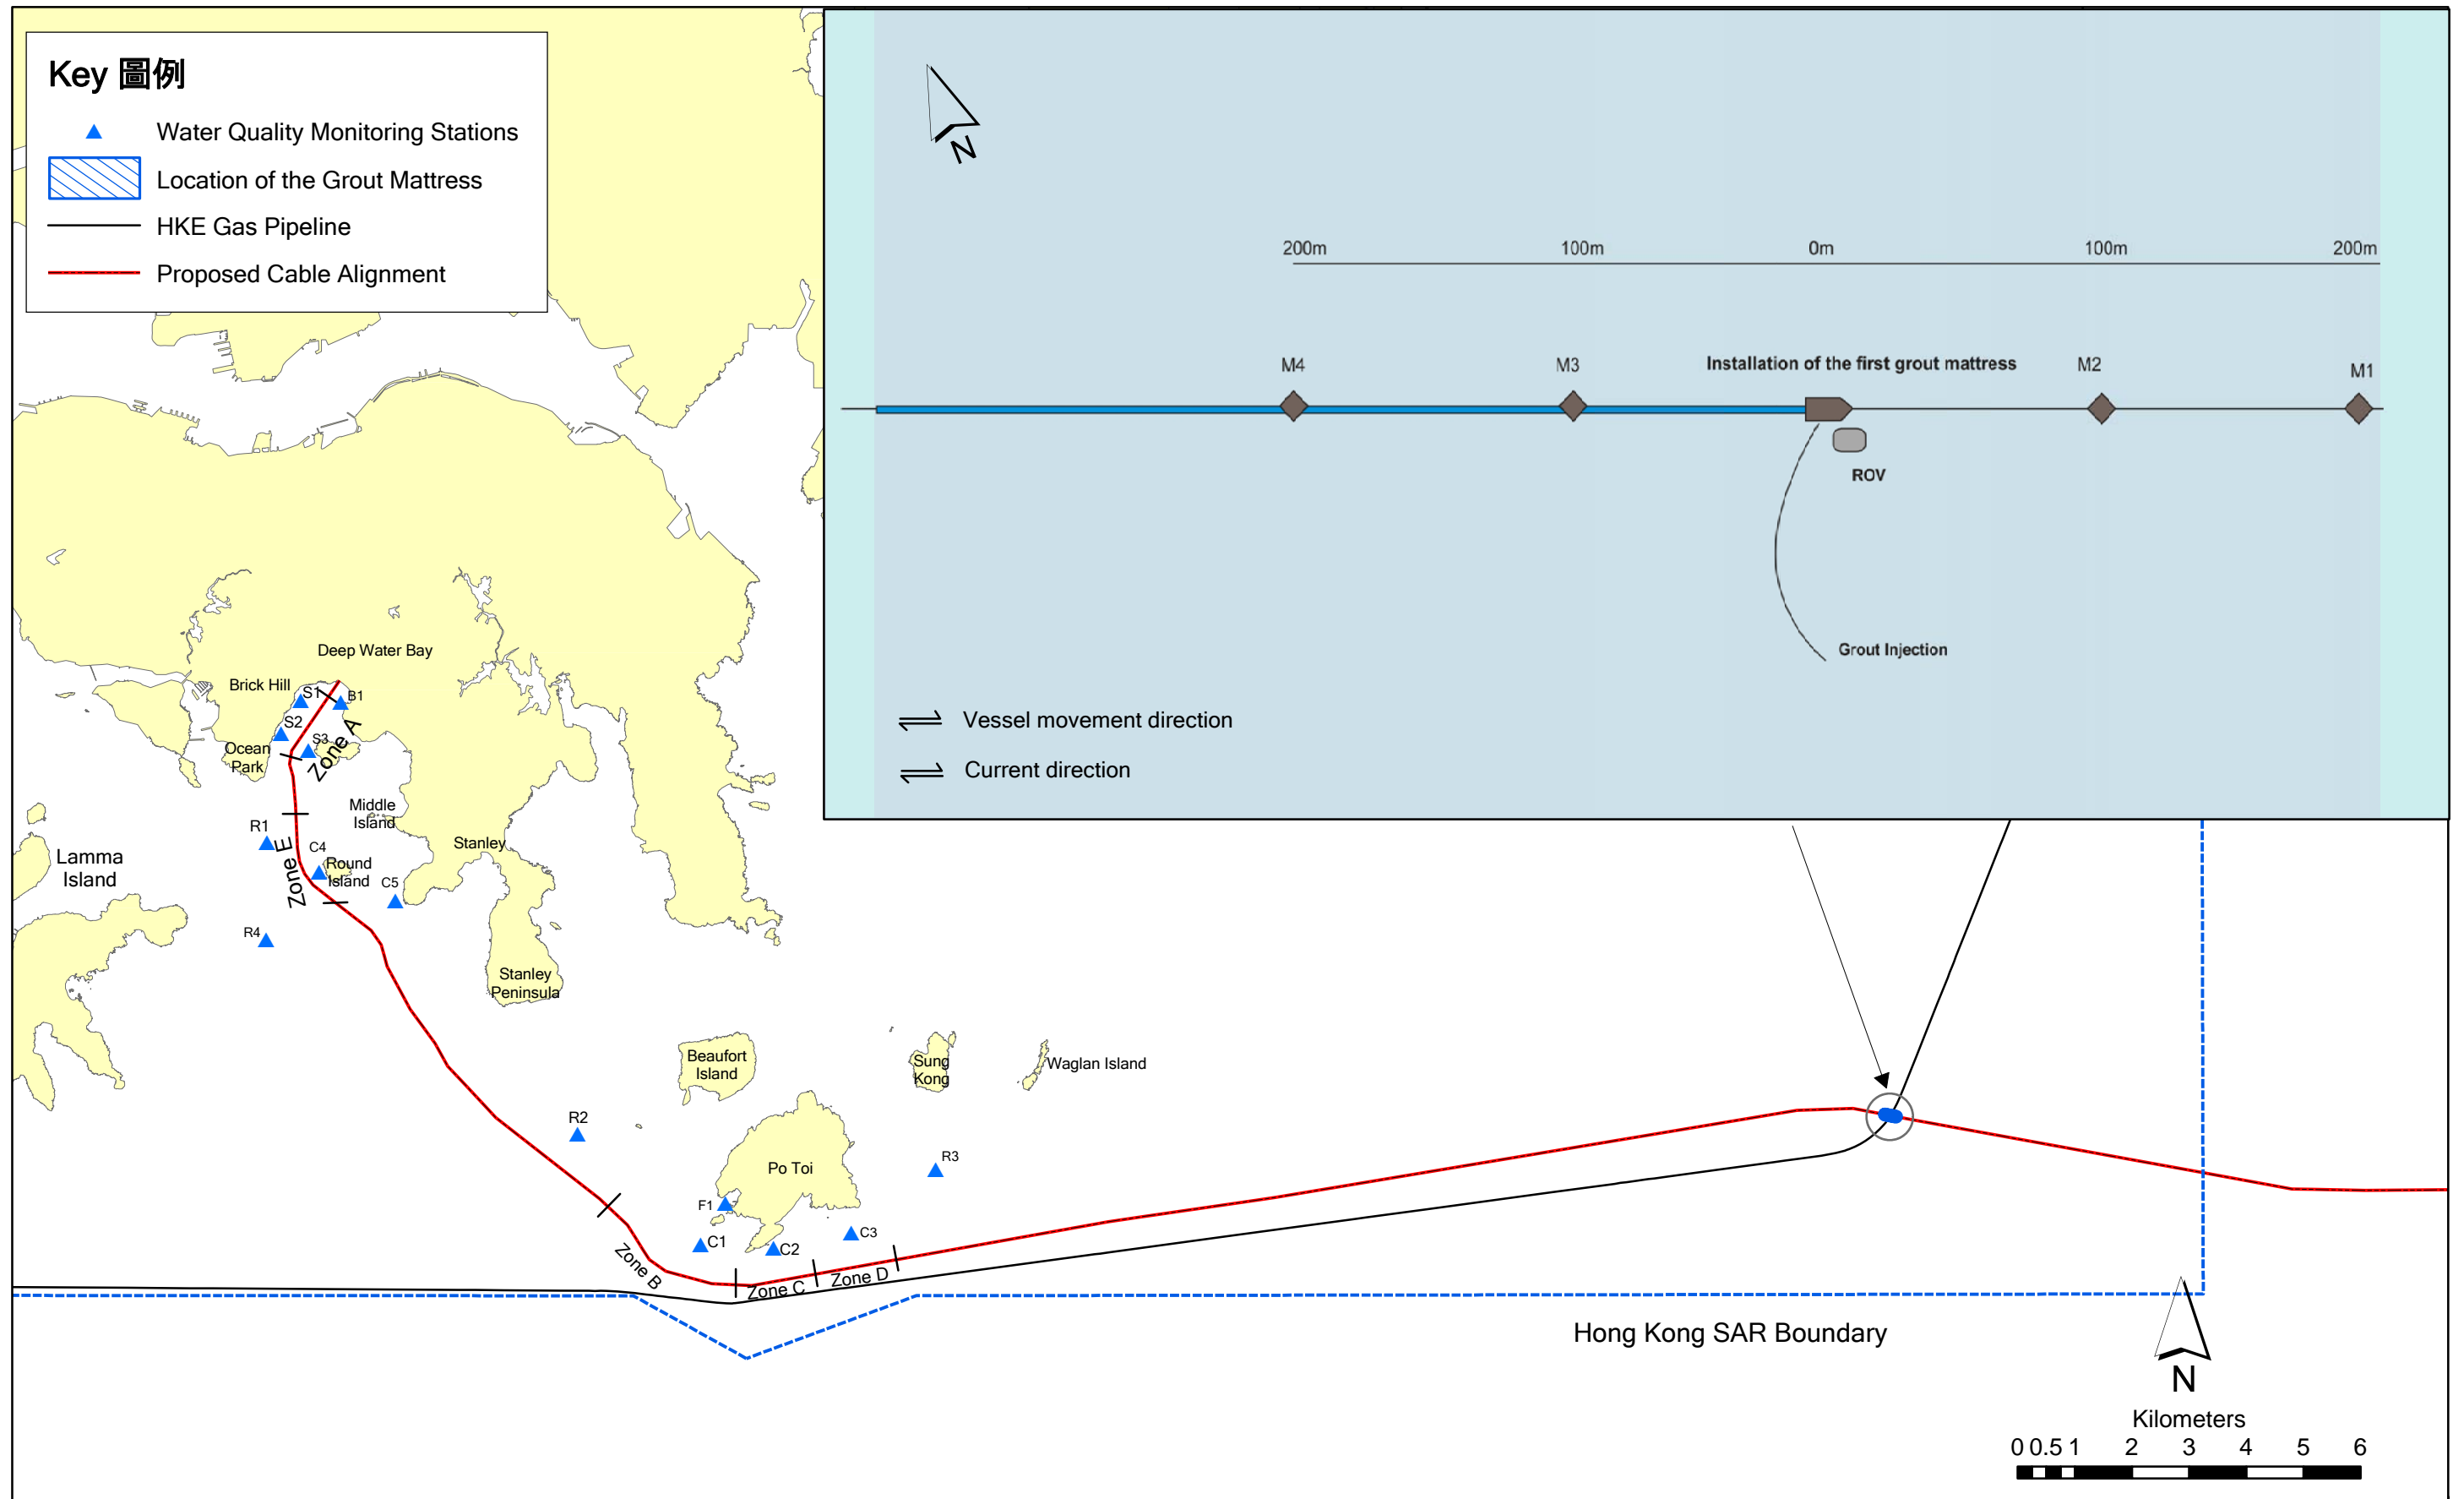 Key 圖例
Water Quality Monitoring Stations
Location of the Grout Mattress
HKE Gas Pipeline
Proposed Cable Alignment
N
200m 100m 0m 100m 200m
M4 M3 Installation of the first grout mattress M2 M1
ROV
Grout Injection
Vessel movement direction
Current direction
Deep Water Bay
Brick Hill
S1
B1
S2
S3
Zone A
Ocean
Park
Middle
Island
R1
Zone E
C4
Round
Island
C5
Stanley
Lamma
Island
R4
Stanley
Peninsula
Beaufort
Island
Sung
Kong
Waglan Island
R2
Po Toi
R3
F1
C1
C2
C3
Zone B
Zone C
Zone D
Hong Kong SAR Boundary
N
Kilometers
0 0.5 1 2 3 4 5 6